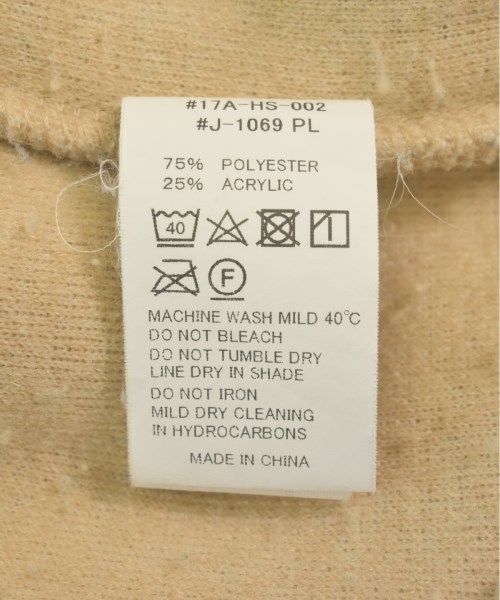 #17A-HS-002
#J-1069 PL
75% POLYESTER
25% ACRYLIC
40
F
MACHINE WASH MILD 40℃
DO NOT BLEACH
DO NOT TUMBLE DRY
LINE DRY IN SHADE
DO NOT IRON
MILD DRY CLEANING
IN HYDROCARBONS
MADE IN CHINA